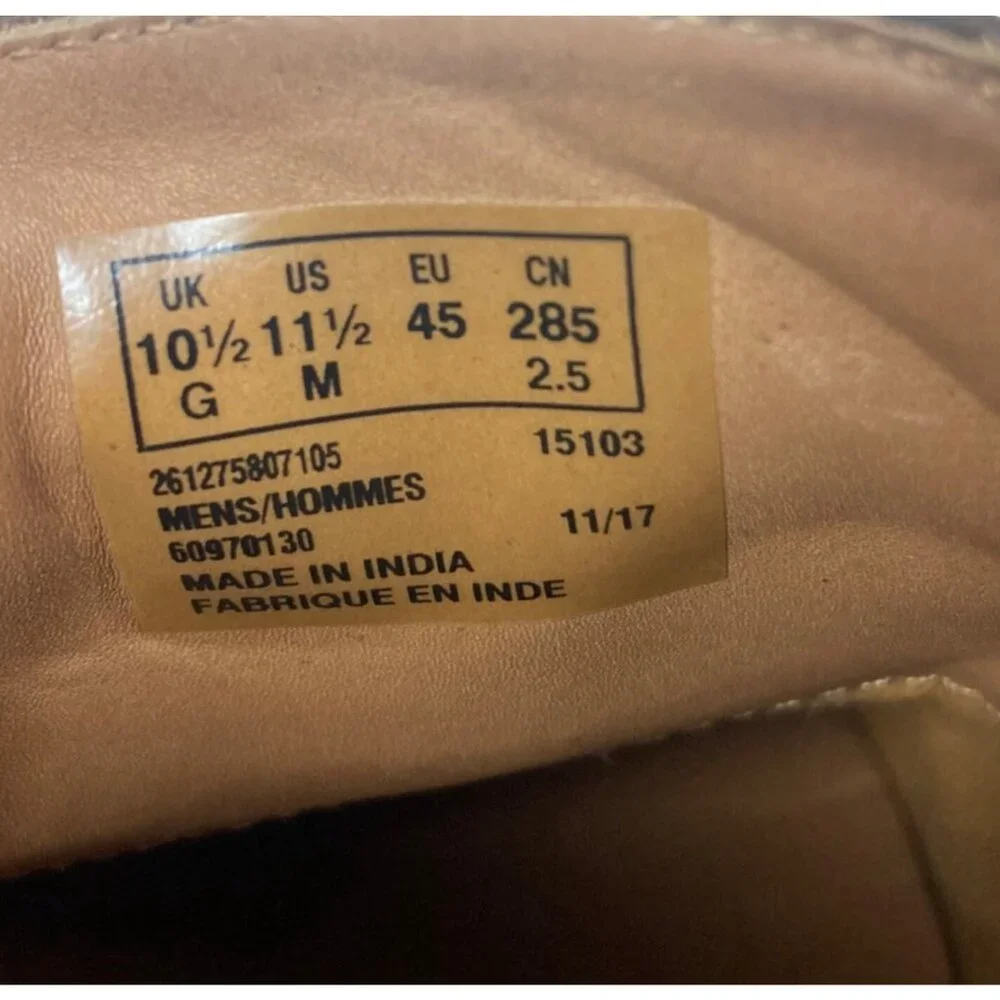 UK US EU CN
10½ 11½ 45 285
G M 2.5
261275807105 15103
MENS/HOMMES
60970130 11/17
MADE IN INDIA
FABRIQUE EN INDE